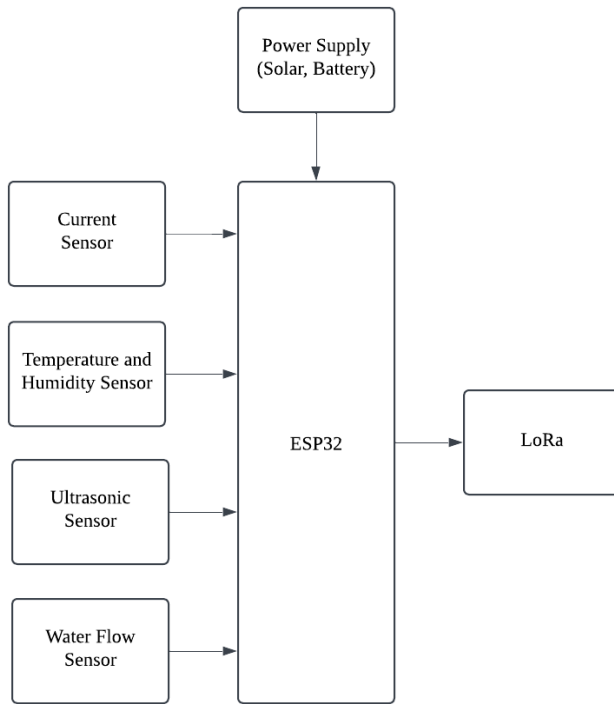 Power Supply
(Solar, Battery)
Current
Sensor
Temperature and
Humidity Sensor
ESP32
LoRa
Ultrasonic
Sensor
Water Flow
Sensor